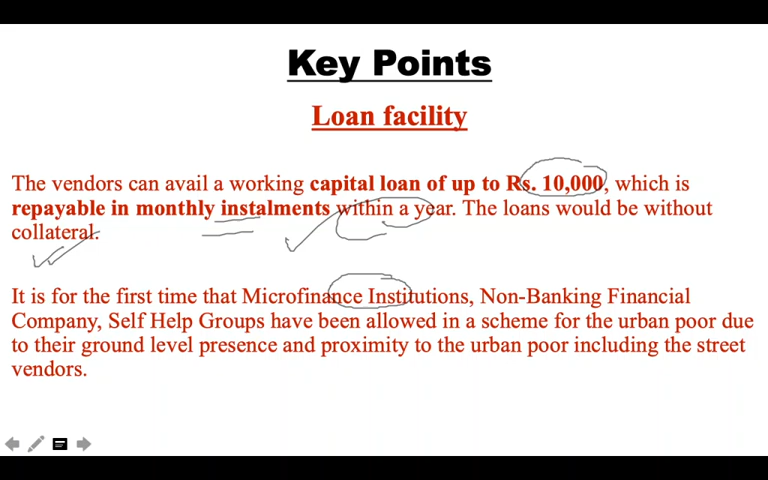 Key Points
Loan facility
The vendors can avail a working capital loan of up to Rs. 10,000, which is
repayable in monthly instalments within a year. The loans would be without
collateral.
It is for the first time that Microfinance Institutions, Non-Banking Financial
Company, Self Help Groups have been allowed in a scheme for the urban poor due
to their ground level presence and proximity to the urban poor including the street
vendors.